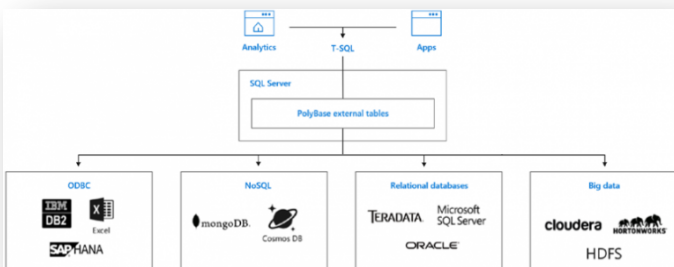 Analytics
T-SQL
Apps
SQL Server
PolyBase external tables
ODBC
NoSQL
Relational databases
Big data
IBM
DB2
Excel
SAP HANA
mongoDB.
Cosmos DB
TERADATA
Microsoft
SQL Server
ORACLE
cloudera
HORTONWORKS
HDFS